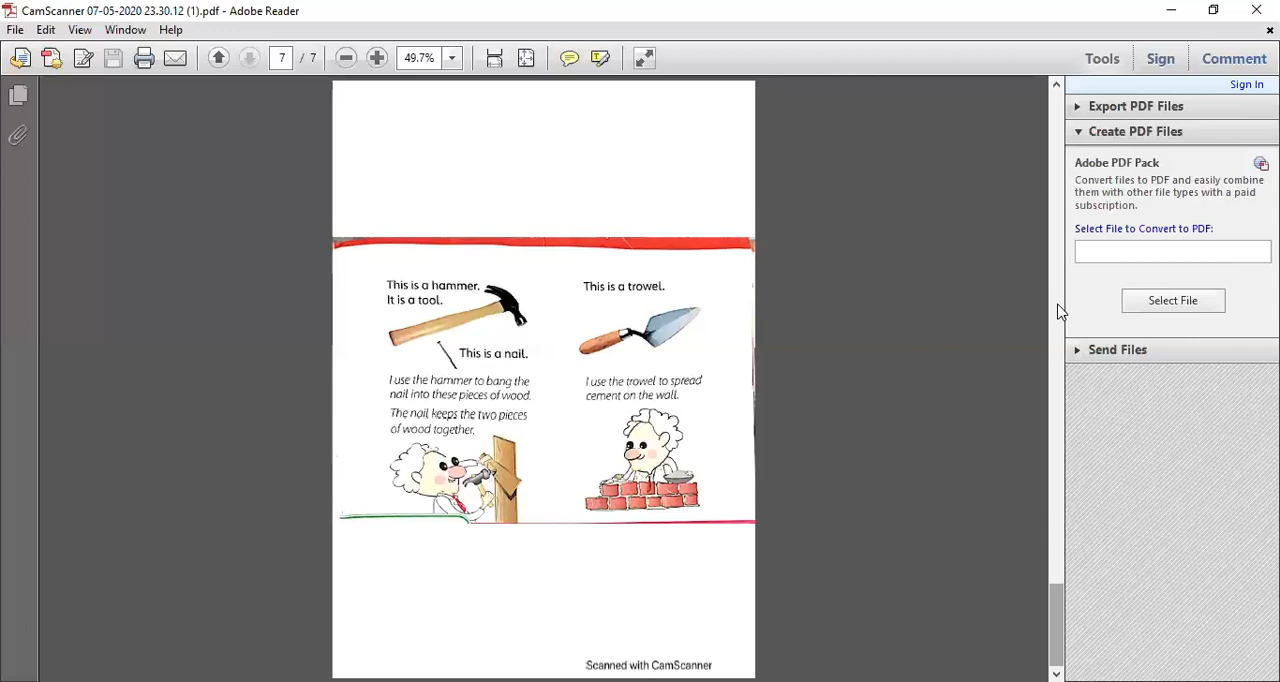 CamScanner 07-05-2020 23.30.12 (1).pdf - Adobe Reader
File Edit View Window Help
7 / 7 49.7% Tools Sign Comment
Sign In
Export PDF Files
Create PDF Files
Adobe PDF Pack
Convert files to PDF and easily combine
them with other file types with a paid
subscription.
Select File to Convert to PDF:
Select File
Send Files
This is a hammer.
It is a tool.
This is a nail.
I use the hammer to bang the
nail into these pieces of wood.
The nail keeps the two pieces
of wood together.
This is a trowel.
I use the trowel to spread
cement on the wall.
Scanned with CamScanner